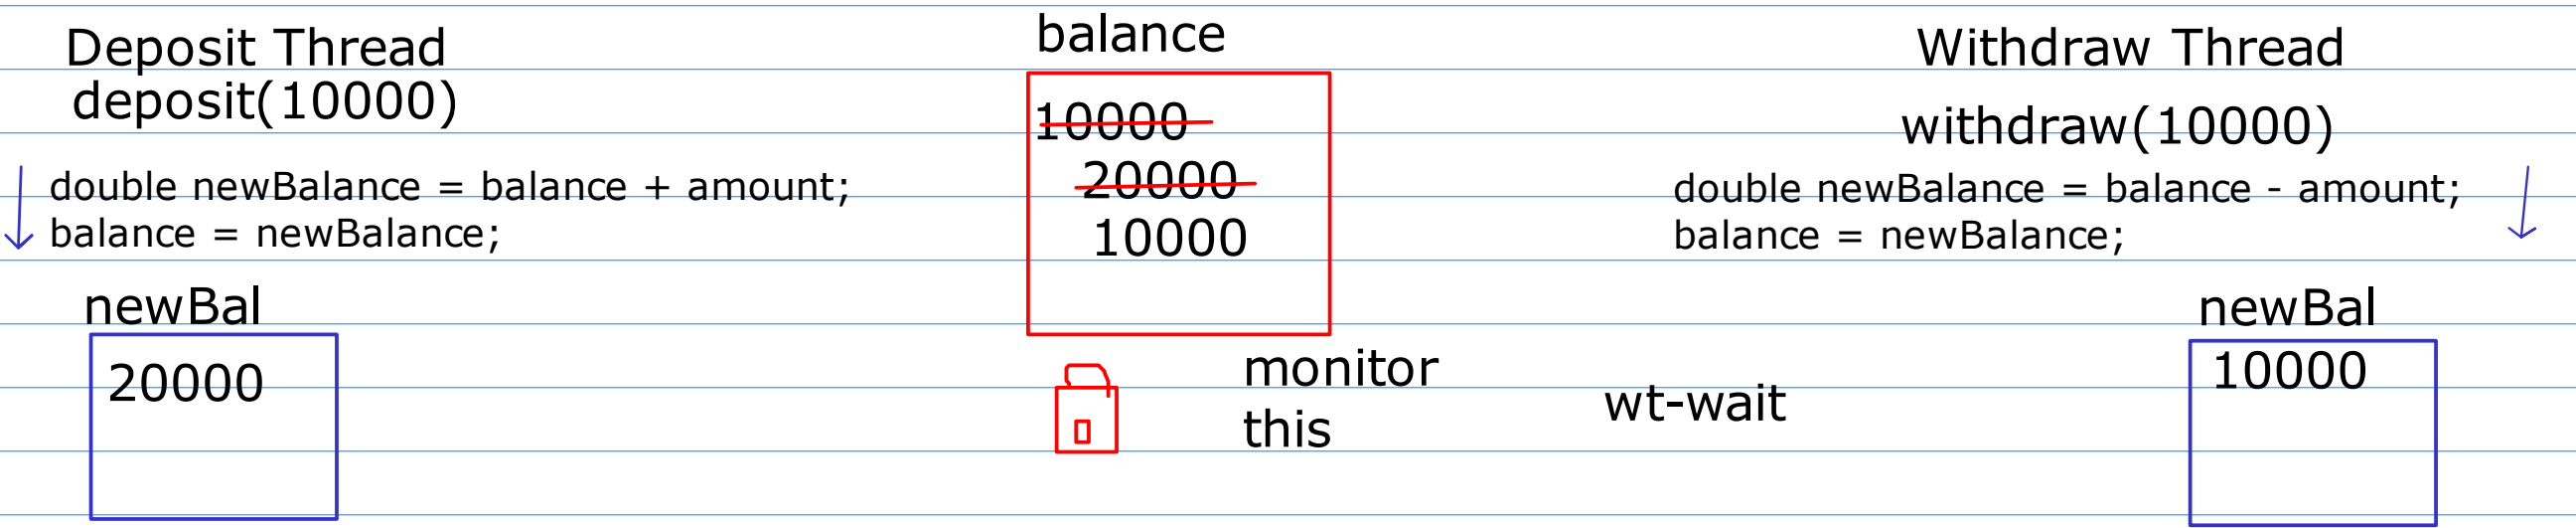 Deposit Thread
deposit(10000)
double newBalance = balance + amount;
balance = newBalance;
newBal
20000
balance
10000
20000
10000
monitor
this
wt-wait
Withdraw Thread
withdraw(10000)
double newBalance = balance - amount;
balance = newBalance;
newBal
10000